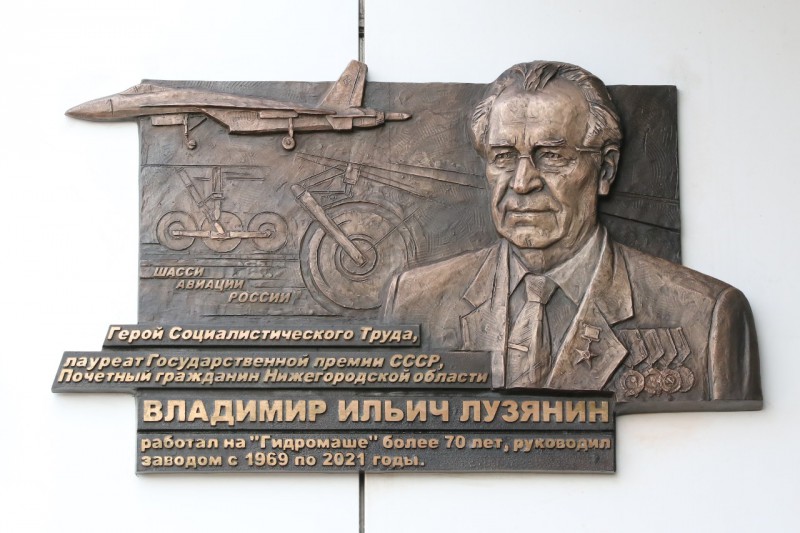 ШАССИ
АВИАЦИИ
РОССИИ
Герой Социалистического Труда,
лауреат Государственной премии СССР,
Почетный гражданин Нижегородской области
ВЛАДИМИР ИЛЬИЧ ЛУЗЯНИН
работал на "Гидромаше" более 70 лет, руководил
заводом с 1969 по 2021 годы.